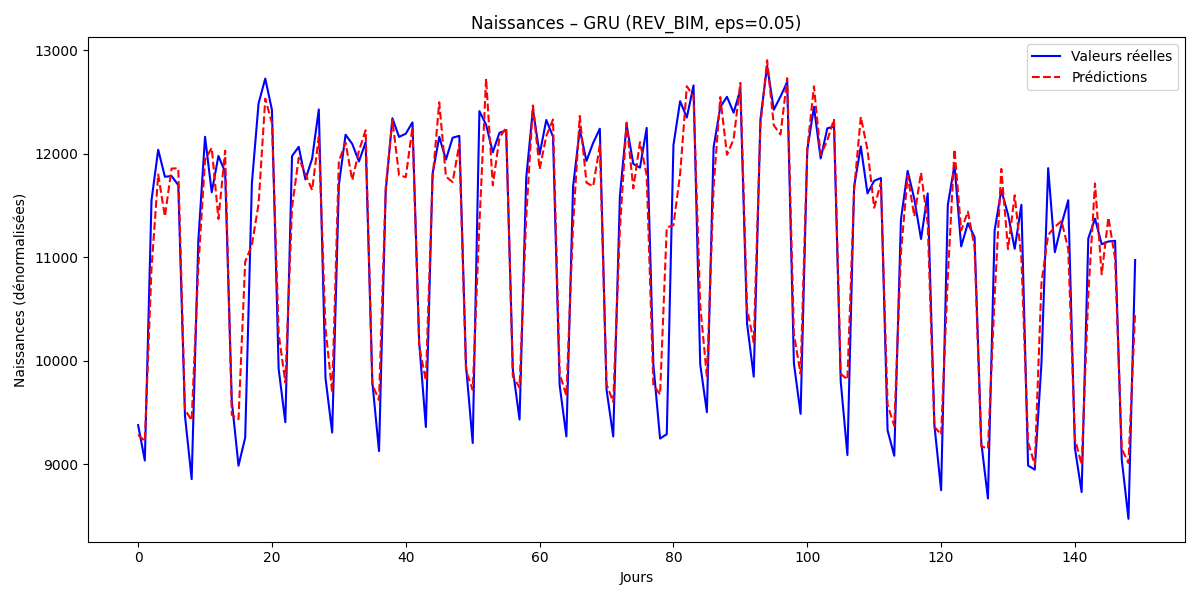 Naissances – GRU (REV_BIM, eps=0.05)
Valeurs réelles
Prédictions
Naissances (dénormalisées)
13000
12000
11000
10000
9000
0 20 40 60 80 100 120 140
Jours